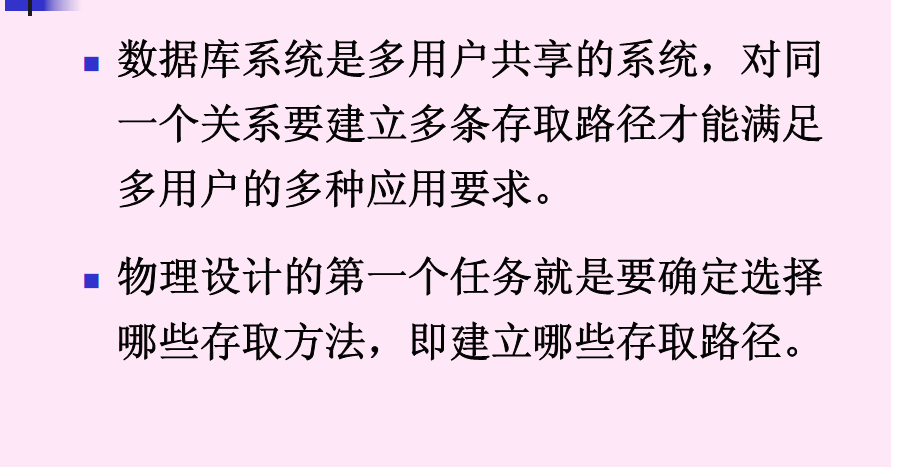 数据库系统是多用户共享的系统，对同
一个关系要建立多条存取路径才能满足
多用户的多种应用要求。
物理设计的第一个任务就是要确定选择
哪些存取方法，即建立哪些存取路径。